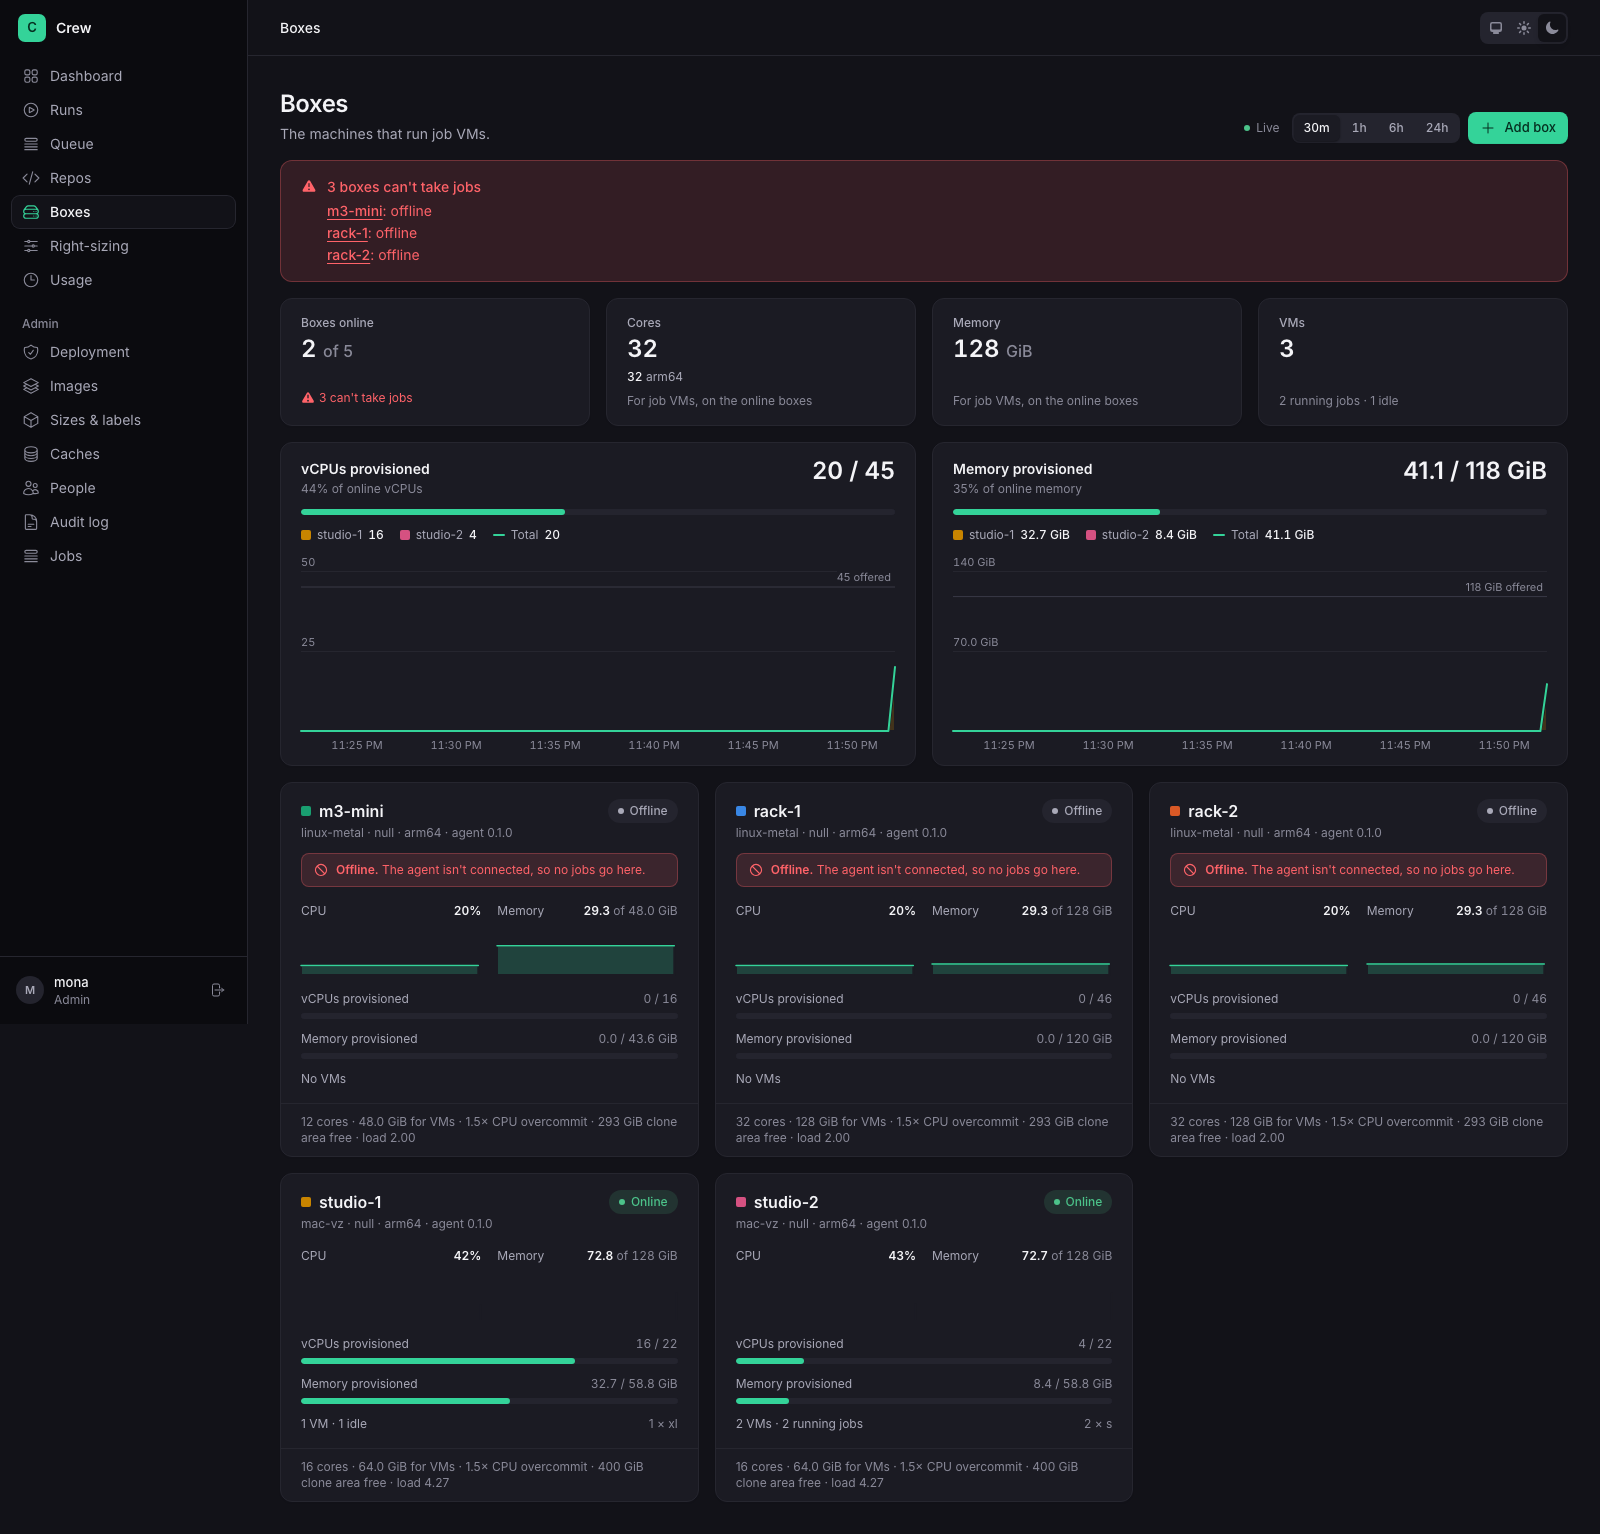 C Crew
Dashboard
Runs
Queue
Repos
Boxes
Right-sizing
Usage
Admin
Deployment
Images
Sizes & labels
Caches
People
Audit log
Jobs
M mona
Admin
Boxes
Boxes
The machines that run job VMs.
Live 30m 1h 6h 24h Add box
3 boxes can't take jobs
m3-mini: offline
rack-1: offline
rack-2: offline
Boxes online
2 of 5
3 can't take jobs
Cores
32
32 arm64
For job VMs, on the online boxes
Memory
128 GiB
For job VMs, on the online boxes
VMs
3
2 running jobs · 1 idle
vCPUs provisioned 20 / 45
44% of online vCPUs
studio-1 16 studio-2 4 Total 20
50
45 offered
25
11:25 PM 11:30 PM 11:35 PM 11:40 PM 11:45 PM 11:50 PM
Memory provisioned 41.1 / 118 GiB
35% of online memory
studio-1 32.7 GiB studio-2 8.4 GiB Total 41.1 GiB
140 GiB
118 GiB offered
70.0 GiB
11:25 PM 11:30 PM 11:35 PM 11:40 PM 11:45 PM 11:50 PM
m3-mini Offline
linux-metal · null · arm64 · agent 0.1.0
Offline. The agent isn't connected, so no jobs go here.
CPU 20% Memory 29.3 of 48.0 GiB
vCPUs provisioned 0 / 16
Memory provisioned 0.0 / 43.6 GiB
No VMs
12 cores · 48.0 GiB for VMs · 1.5× CPU overcommit · 293 GiB clone
area free · load 2.00
rack-1 Offline
linux-metal · null · arm64 · agent 0.1.0
Offline. The agent isn't connected, so no jobs go here.
CPU 20% Memory 29.3 of 128 GiB
vCPUs provisioned 0 / 46
Memory provisioned 0.0 / 120 GiB
No VMs
32 cores · 128 GiB for VMs · 1.5× CPU overcommit · 293 GiB clone
area free · load 2.00
rack-2 Offline
linux-metal · null · arm64 · agent 0.1.0
Offline. The agent isn't connected, so no jobs go here.
CPU 20% Memory 29.3 of 128 GiB
vCPUs provisioned 0 / 46
Memory provisioned 0.0 / 120 GiB
No VMs
32 cores · 128 GiB for VMs · 1.5× CPU overcommit · 293 GiB clone
area free · load 2.00
studio-1 Online
mac-vz · null · arm64 · agent 0.1.0
CPU 42% Memory 72.8 of 128 GiB
vCPUs provisioned 16 / 22
Memory provisioned 32.7 / 58.8 GiB
1 VM · 1 idle 1 × xl
16 cores · 64.0 GiB for VMs · 1.5× CPU overcommit · 400 GiB
clone area free · load 4.27
studio-2 Online
mac-vz · null · arm64 · agent 0.1.0
CPU 43% Memory 72.7 of 128 GiB
vCPUs provisioned 4 / 22
Memory provisioned 8.4 / 58.8 GiB
2 VMs · 2 running jobs 2 × s
16 cores · 64.0 GiB for VMs · 1.5× CPU overcommit · 400 GiB
clone area free · load 4.27